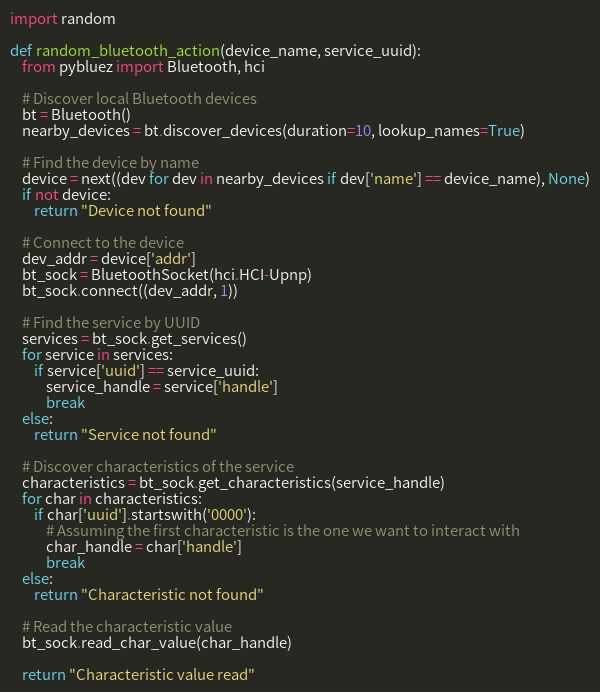 import random

def random_bluetooth_action(device_name, service_uuid):
    from pybluez import Bluetooth, hci

    # Discover local Bluetooth devices
    bt = Bluetooth()
    nearby_devices = bt.discover_devices(duration=10, lookup_names=True)

    # Find the device by name
    device = next((dev for dev in nearby_devices if dev['name'] == device_name), None)
    if not device:
        return "Device not found"

    # Connect to the device
    dev_addr = device['addr']
    bt_sock = BluetoothSocket(hci.HCI-Upnp)
    bt_sock.connect((dev_addr, 1))

    # Find the service by UUID
    services = bt_sock.get_services()
    for service in services:
        if service['uuid'] == service_uuid:
            service_handle = service['handle']
            break
    else:
        return "Service not found"

    # Discover characteristics of the service
    characteristics = bt_sock.get_characteristics(service_handle)
    for char in characteristics:
        if char['uuid'].startswith('0000'):
            # Assuming the first characteristic is the one we want to interact with
            char_handle = char['handle']
            break
    else:
        return "Characteristic not found"

    # Read the characteristic value
    bt_sock.read_char_value(char_handle)

    return "Characteristic value read"